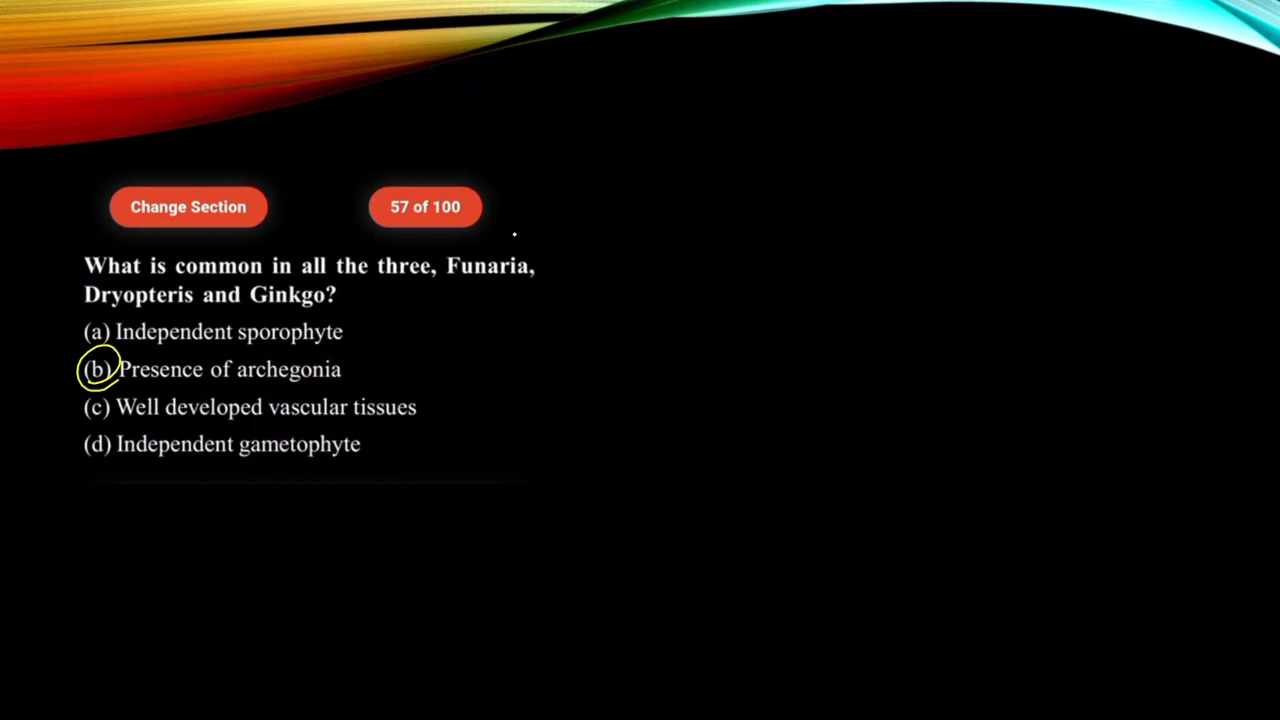 Change Section
57 of 100
What is common in all the three, Funaria,
Dryopteris and Ginkgo?
(a) Independent sporophyte
(b) Presence of archegonia
(c) Well developed vascular tissues
(d) Independent gametophyte